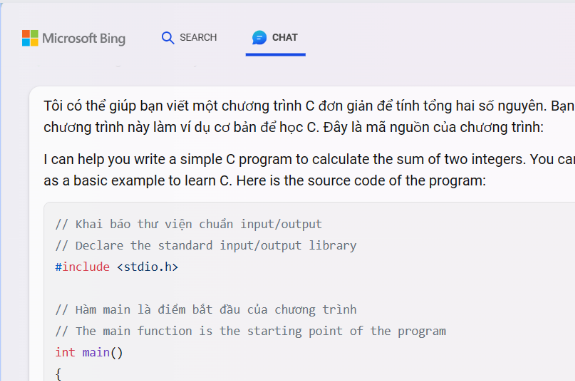 Microsoft Bing SEARCH CHAT
Tôi có thể giúp bạn viết một chương trình C đơn giản để tính tổng hai số nguyên. Bạn
chương trình này làm ví dụ cơ bản để học C. Đây là mã nguồn của chương trình:
I can help you write a simple C program to calculate the sum of two integers. You can
as a basic example to learn C. Here is the source code of the program:
// Khai báo thư viện chuẩn input/output
// Declare the standard input/output library
#include <stdio.h>
// Hàm main là điểm bắt đầu của chương trình
// The main function is the starting point of the program
int main()
{